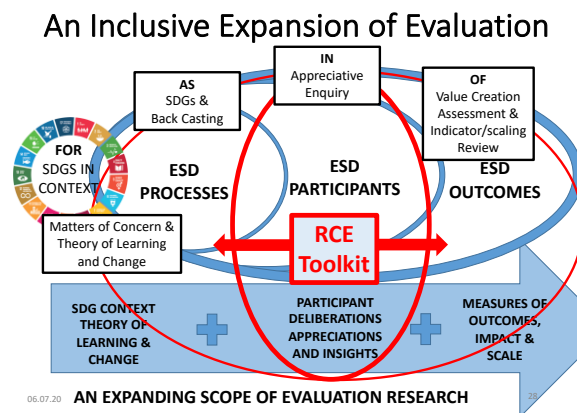 An Inclusive Expansion of Evaluation
IN
Appreciative
Enquiry
AS
SDGs &
Back Casting
OF
Value Creation
Assessment &
Indicator/scaling
Review
FOR
SDGS IN
CONTEXT
ESD
PROCESSES
ESD
PARTICIPANTS
ESD
OUTCOMES
Matters of Concern &
Theory of Learning
and Change
RCE
Toolkit
SDG CONTEXT
THEORY OF
LEARNING &
CHANGE
PARTICIPANT
DELIBERATIONS
APPRECIATIONS
AND INSIGHTS
MEASURES OF
OUTCOMES,
IMPACT &
SCALE
06.07.20
AN EXPANDING SCOPE OF EVALUATION RESEARCH
28